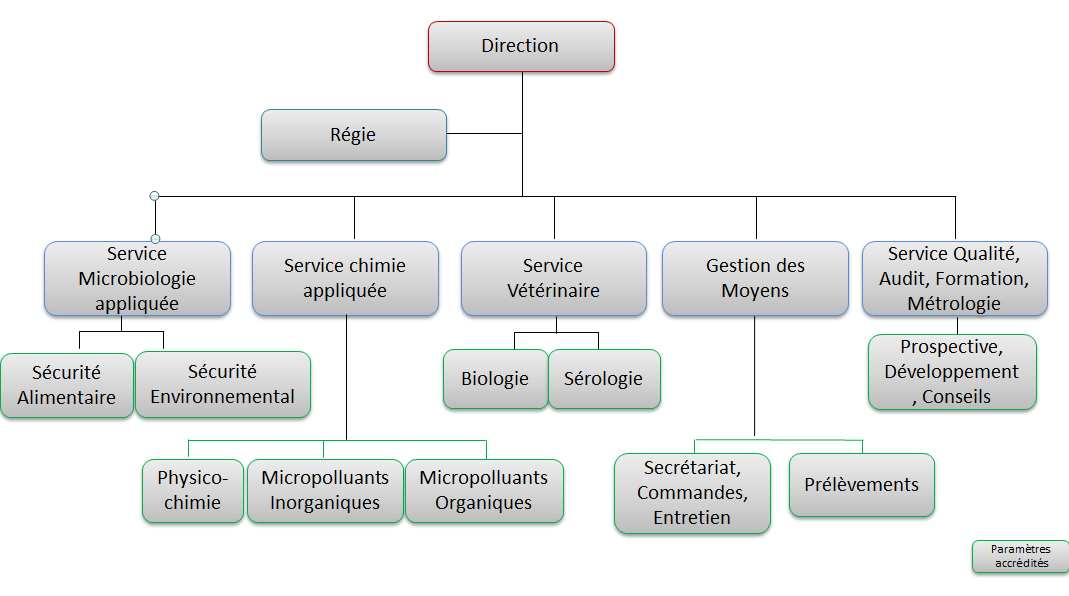 Direction
Régie
Service
Microbiologie
appliquée
Service chimie
appliquée
Service
Vétérinaire
Gestion des
Moyens
Service Qualité,
Audit, Formation,
Métrologie
Sécurité
Alimentaire
Sécurité
Environnemental
Biologie
Sérologie
Prospective,
Développement
, Conseils
Physico-
chimie
Micropolluants
Inorganiques
Micropolluants
Organiques
Secrétariat,
Commandes,
Entretien
Prélèvements
Paramètres
accrédités